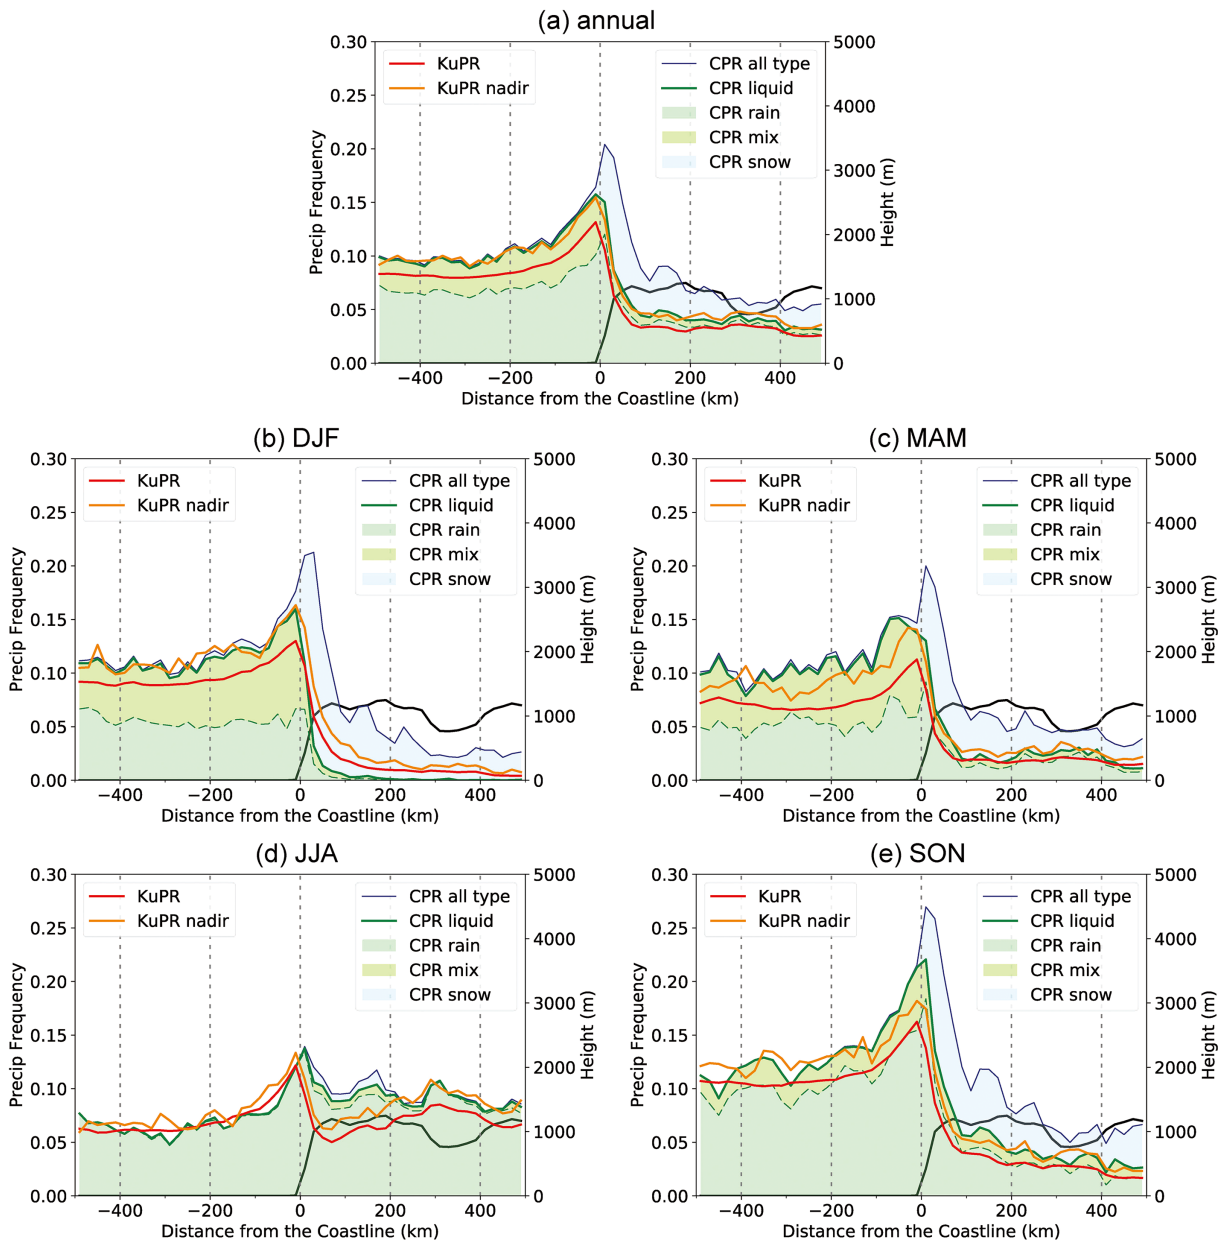 (a) annual
KuPR
KuPR nadir
CPR all type
CPR liquid
CPR rain
CPR mix
CPR snow
Precip Frequency
0.30
0.25
0.20
0.15
0.10
0.05
0.00
5000
4000
3000
2000
1000
0
Height (m)
−400
−200
0
200
400
Distance from the Coastline (km)
(b) DJF
KuPR
KuPR nadir
CPR all type
CPR liquid
CPR rain
CPR mix
CPR snow
Precip Frequency
0.30
0.25
0.20
0.15
0.10
0.05
0.00
5000
4000
3000
2000
1000
0
Height (m)
−400
−200
0
200
400
Distance from the Coastline (km)
(c) MAM
KuPR
KuPR nadir
CPR all type
CPR liquid
CPR rain
CPR mix
CPR snow
Precip Frequency
0.30
0.25
0.20
0.15
0.10
0.05
0.00
5000
4000
3000
2000
1000
0
Height (m)
−400
−200
0
200
400
Distance from the Coastline (km)
(d) JJA
KuPR
KuPR nadir
CPR all type
CPR liquid
CPR rain
CPR mix
CPR snow
Precip Frequency
0.30
0.25
0.20
0.15
0.10
0.05
0.00
5000
4000
3000
2000
1000
0
Height (m)
−400
−200
0
200
400
Distance from the Coastline (km)
(e) SON
KuPR
KuPR nadir
CPR all type
CPR liquid
CPR rain
CPR mix
CPR snow
Precip Frequency
0.30
0.25
0.20
0.15
0.10
0.05
0.00
5000
4000
3000
2000
1000
0
Height (m)
−400
−200
0
200
400
Distance from the Coastline (km)